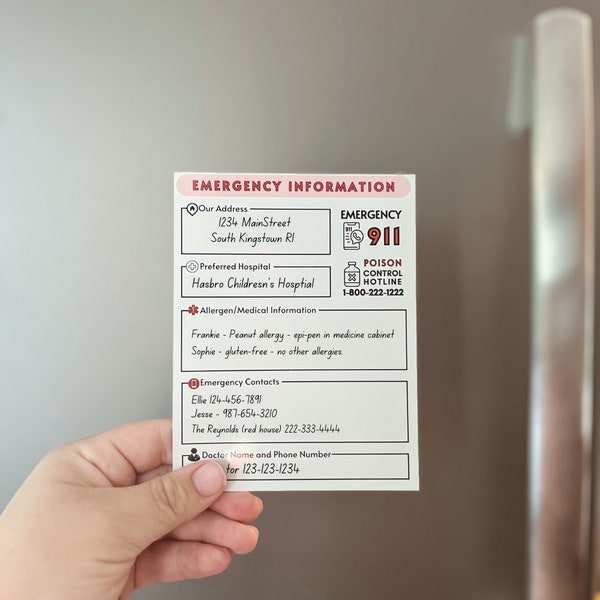 EMERGENCY INFORMATION
Our Address
1234 MainStreet
South Kingstown RI
EMERGENCY
911
911
POISON
CONTROL
HOTLINE
1-800-222-1222
Preferred Hospital
Hasbro Childresn's Hosptial
Allergen/Medical Information
Frankie - Peanut allergy - epi-pen in medicine cabinet
Sophie - gluten-free - no other allergies.
Emergency Contacts
Ellie 124-456-7891
Jesse - 987-654-3210
The Reynolds (red house) 222-333-4444
Doctor Name and Phone Number
123-123-1234